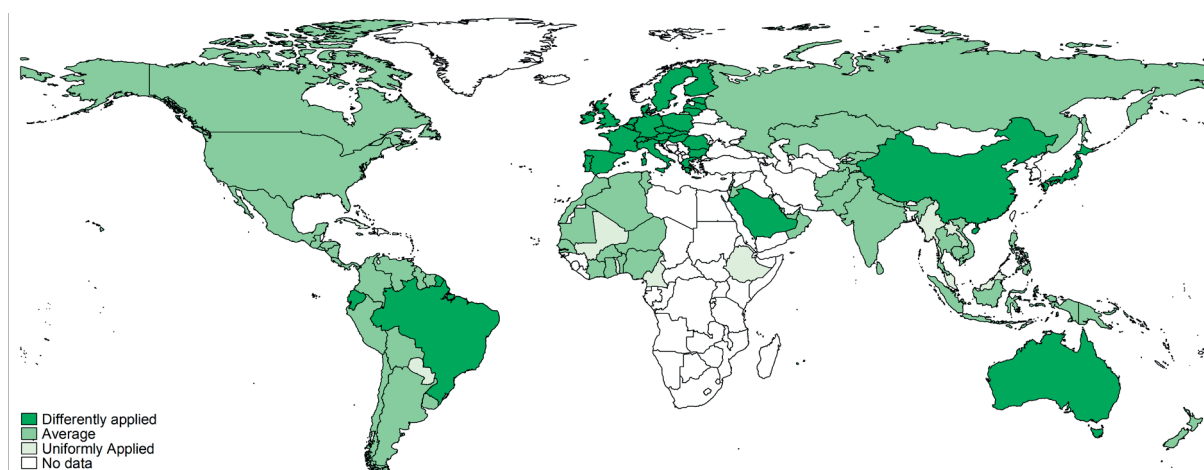 Differently applied
Average
Uniformly Applied
No data